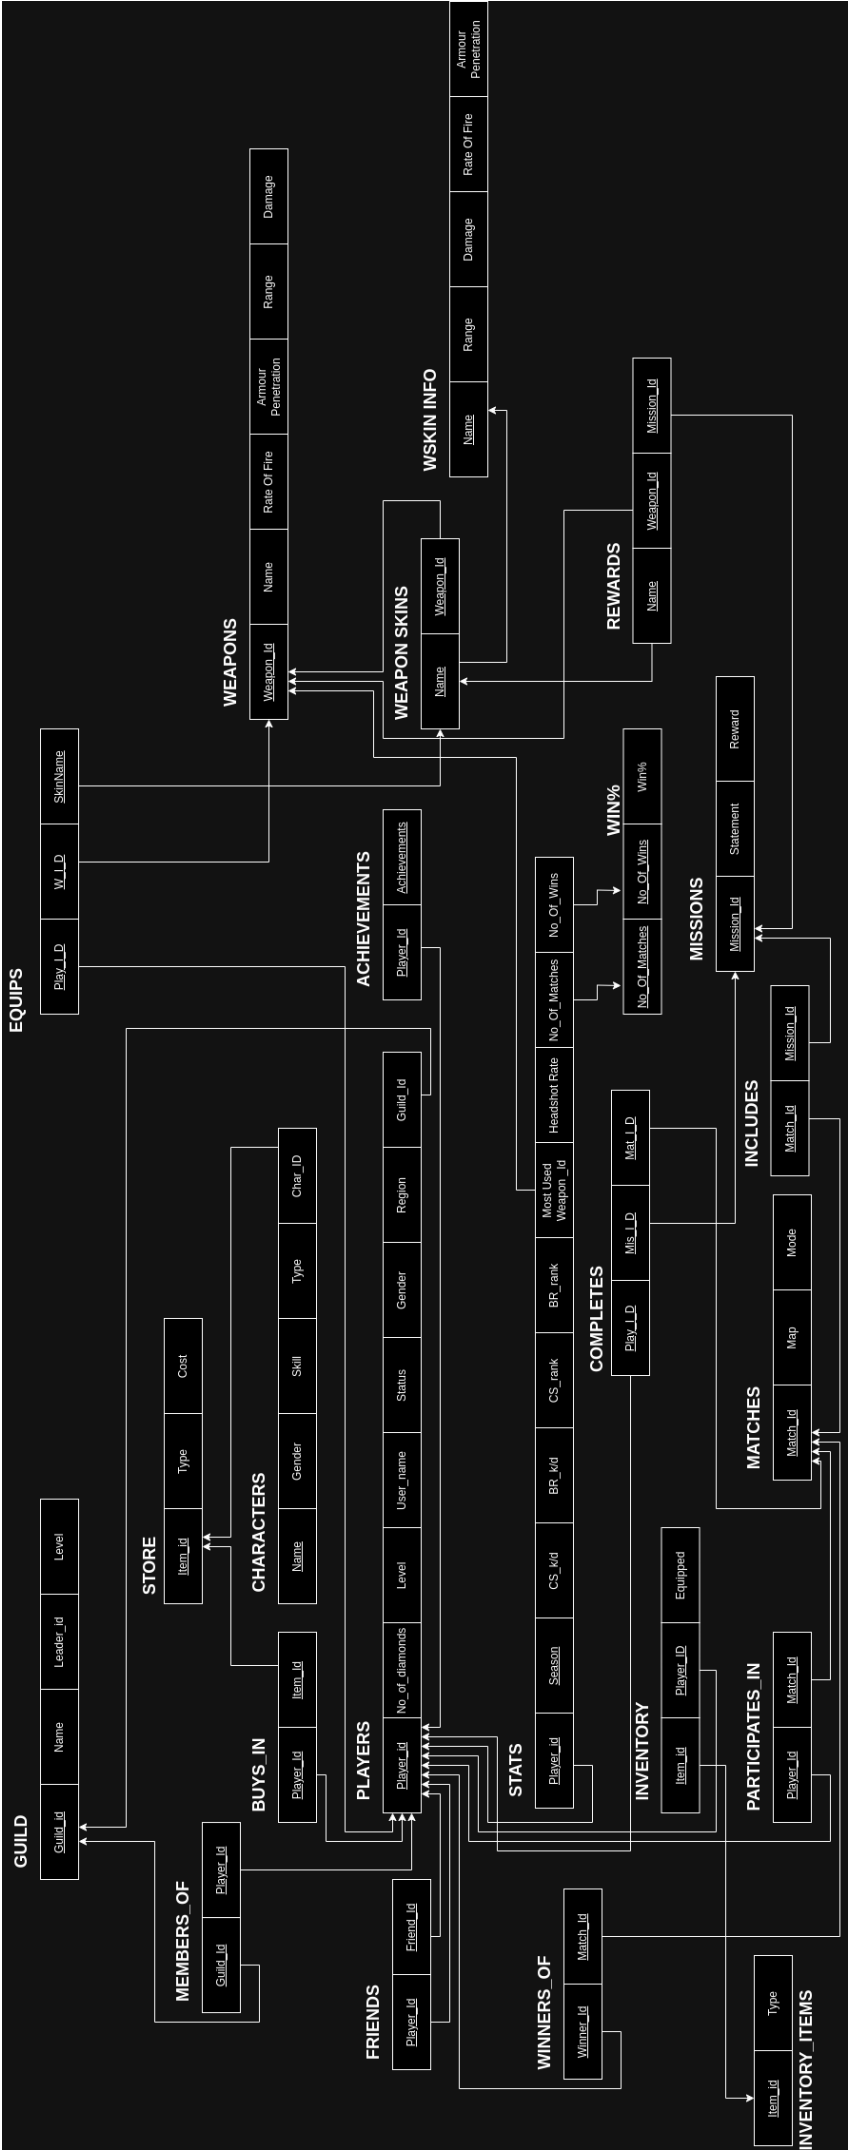 GUILD
Guild_id
Name
Leader_id
Level
EQUIPS
Play_I_D
W_I_D
SkinName
STORE
Item_id
Type
Cost
MEMBERS_OF
Guild_Id
Player_Id
WEAPONS
Weapon_Id
Name
Rate Of Fire
Armour
Penetration
Range
Damage
BUYS_IN
Player_Id
Item_Id
CHARACTERS
Name
Gender
Skill
Type
Char_ID
FRIENDS
Player_Id
Friend_Id
PLAYERS
Player_id
No_of_diamonds
Level
User_name
Status
Gender
Region
Guild_Id
ACHIEVEMENTS
Player_Id
Achievements
WEAPON SKINS
Name
Weapon_Id
WSKIN INFO
Name
Range
Damage
Rate Of Fire
Armour
Penetration
WINNERS_OF
Winner_Id
Match_Id
STATS
Player_id
Season
CS_k/d
BR_k/d
CS_rank
BR_rank
Most Used
Weapon _Id
Headshot Rate
No_Of_Matches
No_Of_Wins
COMPLETES
Play_I_D
Mis_I_D
Mat_I_D
WIN%
No_Of_Matches
No_Of_Wins
Win%
REWARDS
Name
Weapon_Id
Mission_Id
INVENTORY
Item_id
Player_ID
Equipped
MISSIONS
Mission_Id
Statement
Reward
INVENTORY_ITEMS
Item_id
Type
PARTICIPATES_IN
Player_Id
Match_Id
MATCHES
Match_Id
Map
Mode
INCLUDES
Match_Id
Mission_Id